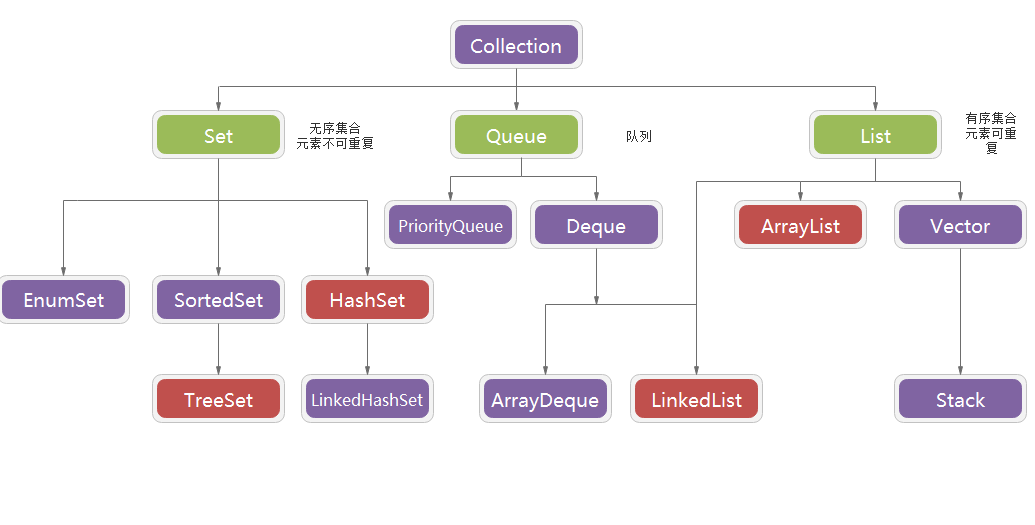 Collection
Set
无序集合
元素不可重复
Queue
队列
List
有序集合
元素可重
复
PriorityQueue
Deque
ArrayList
Vector
EnumSet
SortedSet
HashSet
TreeSet
LinkedHashSet
ArrayDeque
LinkedList
Stack